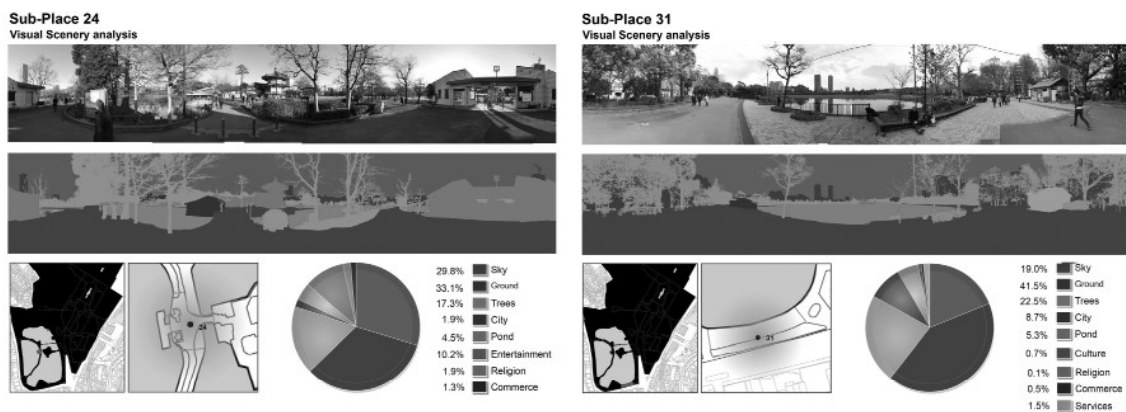 Sub-Place 24
Visual Scenery analysis
24
29.8% Sky
33.1% Ground
17.3% Trees
1.9% City
4.5% Pond
10.2% Entertainment
1.9% Religion
1.3% Commerce
Sub-Place 31
Visual Scenery analysis
31
19.0% Sky
41.5% Ground
22.5% Trees
8.7% City
5.3% Pond
0.7% Culture
0.1% Religion
0.5% Commerce
1.5% Services